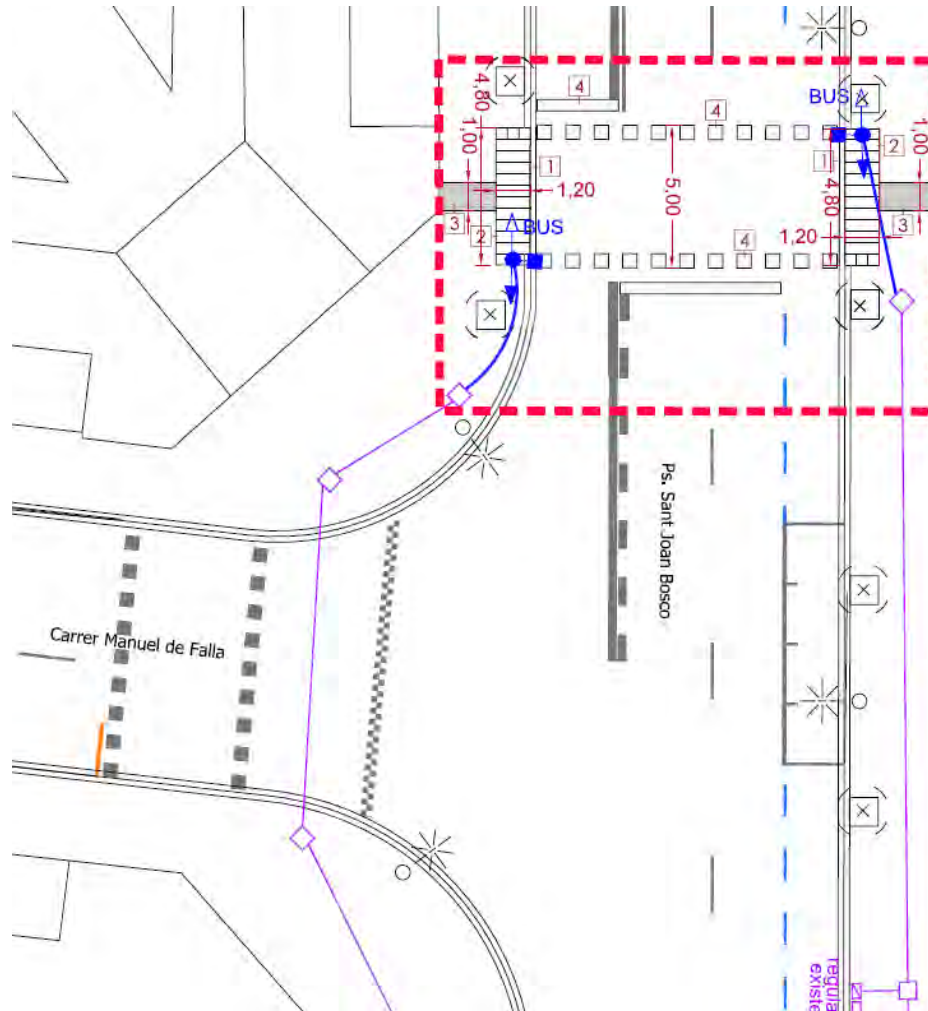 4,80
1,00
4
4
BUS
2
1,00
1
1
1,20
5,00
4,80
3
2
BUS
4
1,20
3
Ps. Sant Joan Bosco
Carrer Manuel de Falla
regula
existe